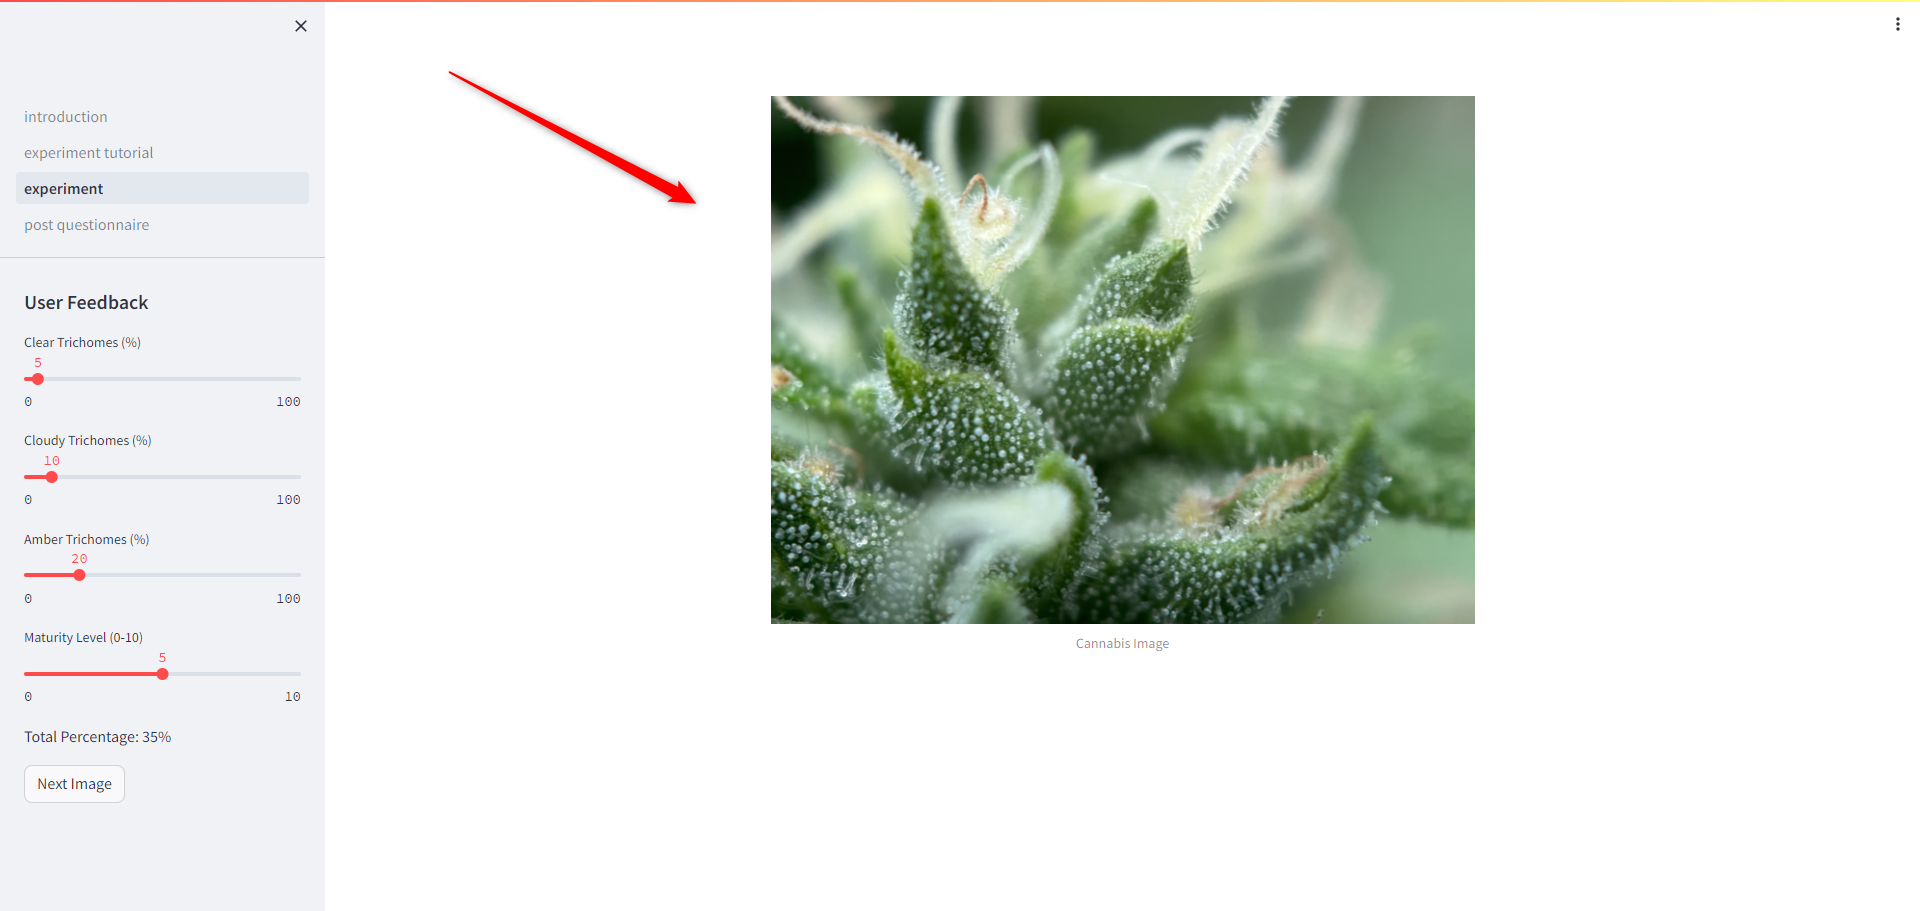 introduction
experiment tutorial
experiment
post questionnaire
User Feedback
Clear Trichomes (%)
5
0 100
Cloudy Trichomes (%)
10
0 100
Amber Trichomes (%)
20
0 100
Maturity Level (0-10)
5
0 10
Total Percentage: 35%
Next Image
Cannabis Image